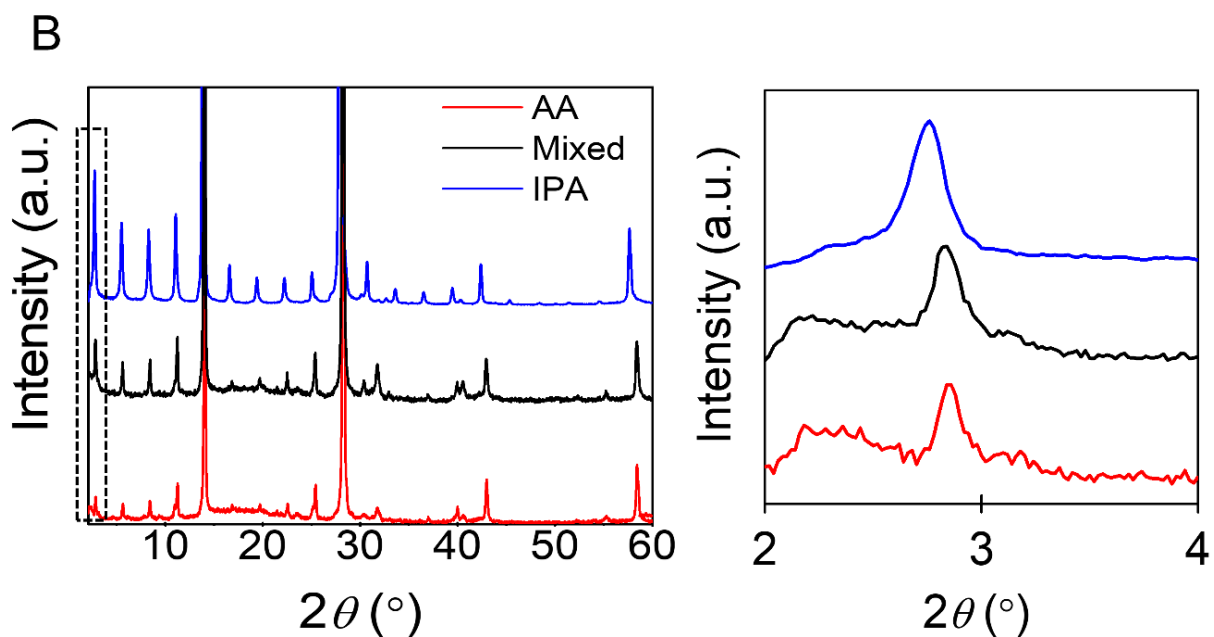 B
AA
Mixed
IPA
Intensity (a.u.)
10 20 30 40 50 60
2θ (°)
Intensity (a.u.)
2 3 4
2θ (°)